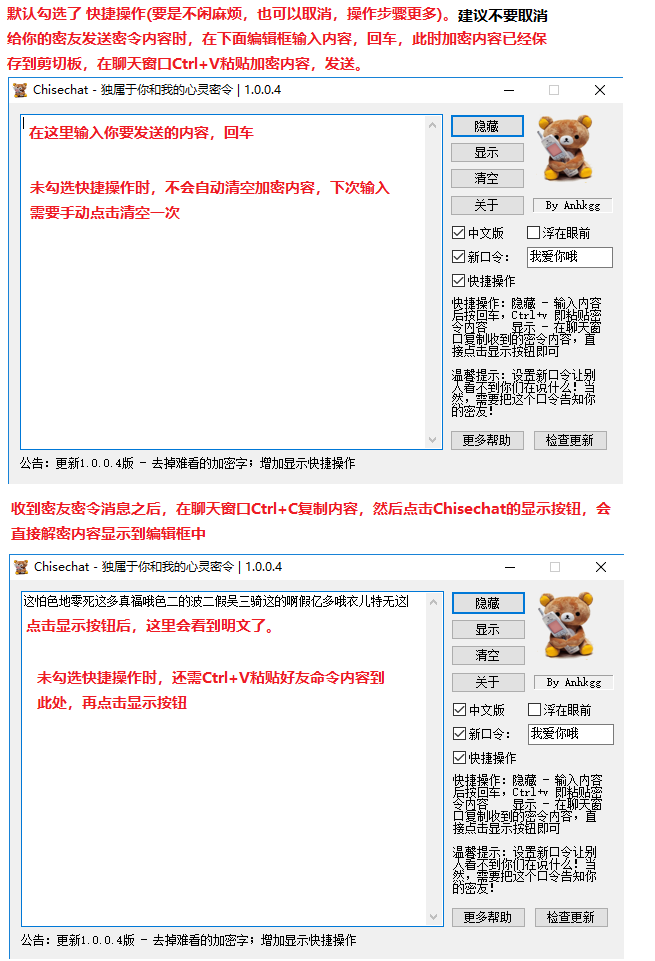 默认勾选了 快捷操作(要是不闲麻烦，也可以取消，操作步骤更多)。建议不要取消
给你的密友发送密令内容时，在下面编辑框输入内容，回车，此时加密内容已经保
存到剪切板，在聊天窗口Ctrl+V粘贴加密内容，发送。
Chisechat - 独属于你和我的心灵密令 | 1.0.0.4
在这里输入你要发送的内容，回车
未勾选快捷操作时，不会自动清空加密内容，下次输入
需要手动点击清空一次
隐藏
显示
清空
关于
By Anhkgg
中文版
浮在眼前
新口令：
我爱你哦
快捷操作
快捷操作：隐藏 - 输入内容
后按回车，Ctrl+v 即粘贴密
令内容 显示 - 在聊天窗
口复制收到的密令内容，直
接点击显示按钮即可
温馨提示：设置新口令让别
人看不到你们在说什么！当
然，需要把这个口令告知你
的密友！
更多帮助
检查更新
公告：更新1.0.0.4版 - 去掉难看的加密字；增加显示快捷操作
收到密友密令消息之后，在聊天窗口Ctrl+C复制内容，然后点击Chisechat的显示按钮，会
直接解密内容显示到编辑框中
Chisechat - 独属于你和我的心灵密令 | 1.0.0.4
这怕色地零死这多真福哦色二的波二假吴三骑这的啊假亿多哦衣儿特无这
点击显示按钮后，这里会看到明文了。
未勾选快捷操作时，还需Ctrl+V粘贴好友命令内容到
此处，再点击显示按钮
隐藏
显示
清空
关于
By Anhkgg
中文版
浮在眼前
新口令：
我爱你哦
快捷操作
快捷操作：隐藏 - 输入内容
后按回车，Ctrl+v 即粘贴密
令内容 显示 - 在聊天窗
口复制收到的密令内容，直
接点击显示按钮即可
温馨提示：设置新口令让别
人看不到你们在说什么！当
然，需要把这个口令告知你
的密友！
更多帮助
检查更新
公告：更新1.0.0.4版 - 去掉难看的加密字；增加显示快捷操作